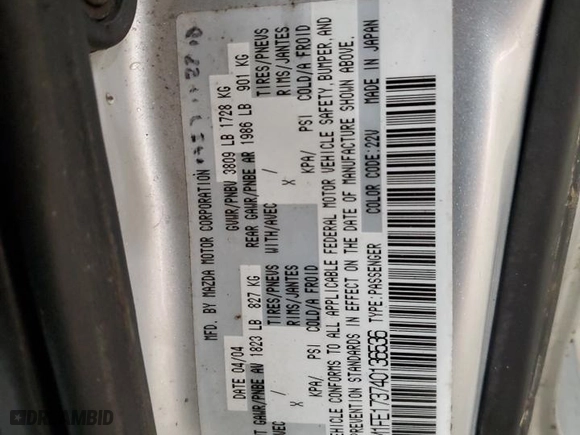 BY MAZDA MOTOR CORPORATION
DATE 04/04 GVWR/PNBV 3809 LB 1728 KG
GAWR/PNBE AV 1823 LB 827 KG REAR GAWR/PNBE AR 1986 LB 901 KG
TIRES/PNEUS WITH/AVEC TIRES/PNEUS
RIMS/JANTES X RIMS/JANTES
COLD/A FROID KPA/ PSI COLD/A FROID KPA/ PSI
VEHICLE CONFORMS TO ALL APPLICABLE FEDERAL MOTOR VEHICLE SAFETY, BUMPER, AND
PREVENTION STANDARDS IN EFFECT ON THE DATE OF MANUFACTURE SHOWN ABOVE.
1FE173740136536 TYPE:PASSENGER COLOR CODE:22V MADE IN JAPAN
DREAMBID